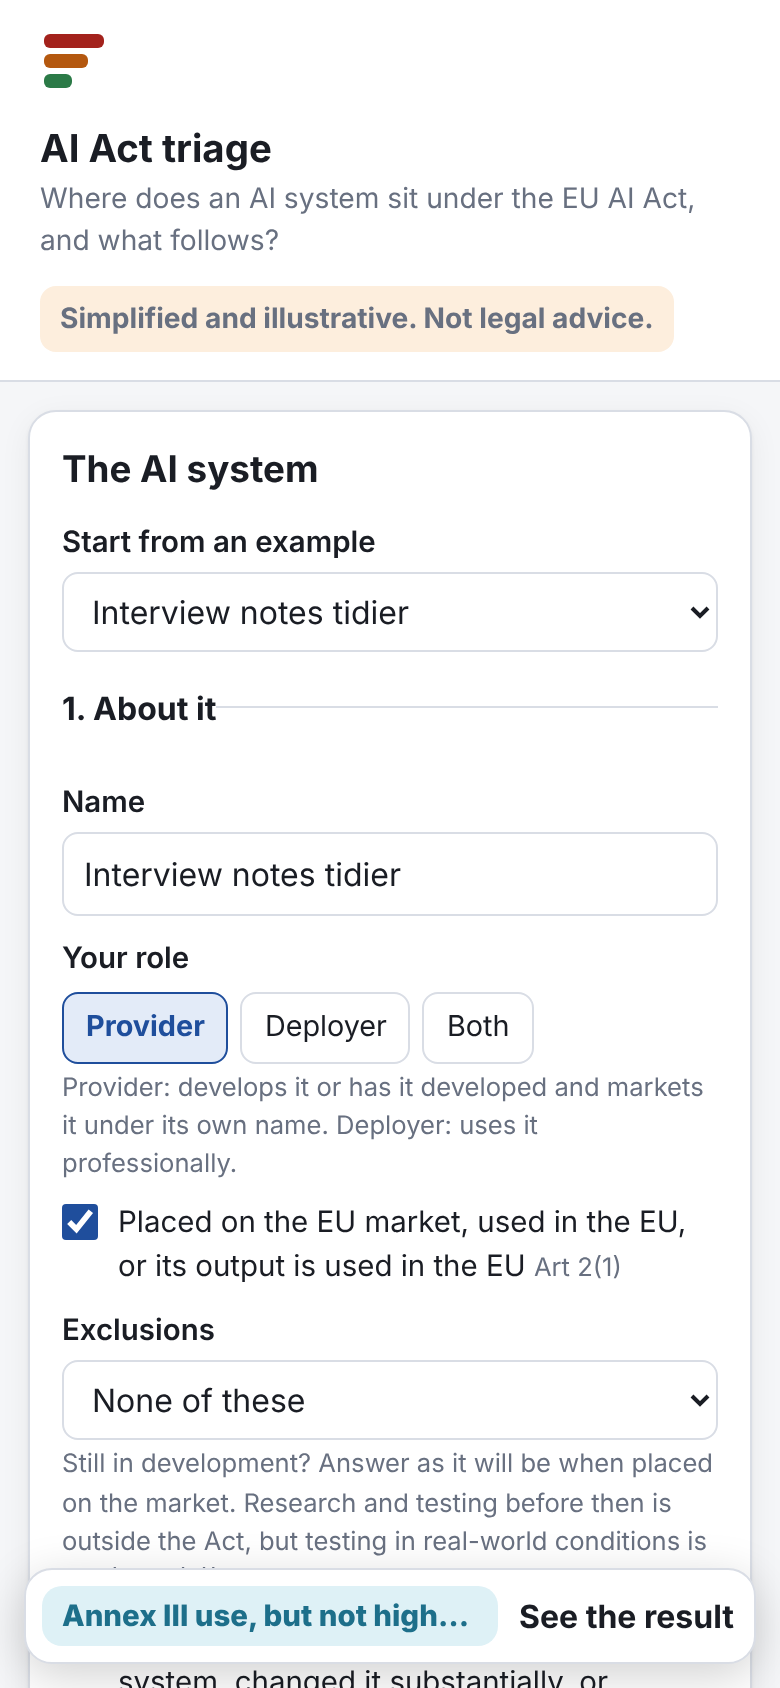 AI Act triage
Where does an AI system sit under the EU AI Act,
and what follows?
Simplified and illustrative. Not legal advice.
The AI system
Start from an example
Interview notes tidier
1. About it
Name
Interview notes tidier
Your role
Provider
Deployer
Both
Provider: develops it or has it developed and markets
it under its own name. Deployer: uses it
professionally.
Placed on the EU market, used in the EU,
or its output is used in the EU Art 2(1)
Exclusions
None of these
Still in development? Answer as it will be when placed
on the market. Research and testing before then is
outside the Act, but testing in real-world conditions is
Annex III use, but not high...
See the result
system, changed it substantially, or